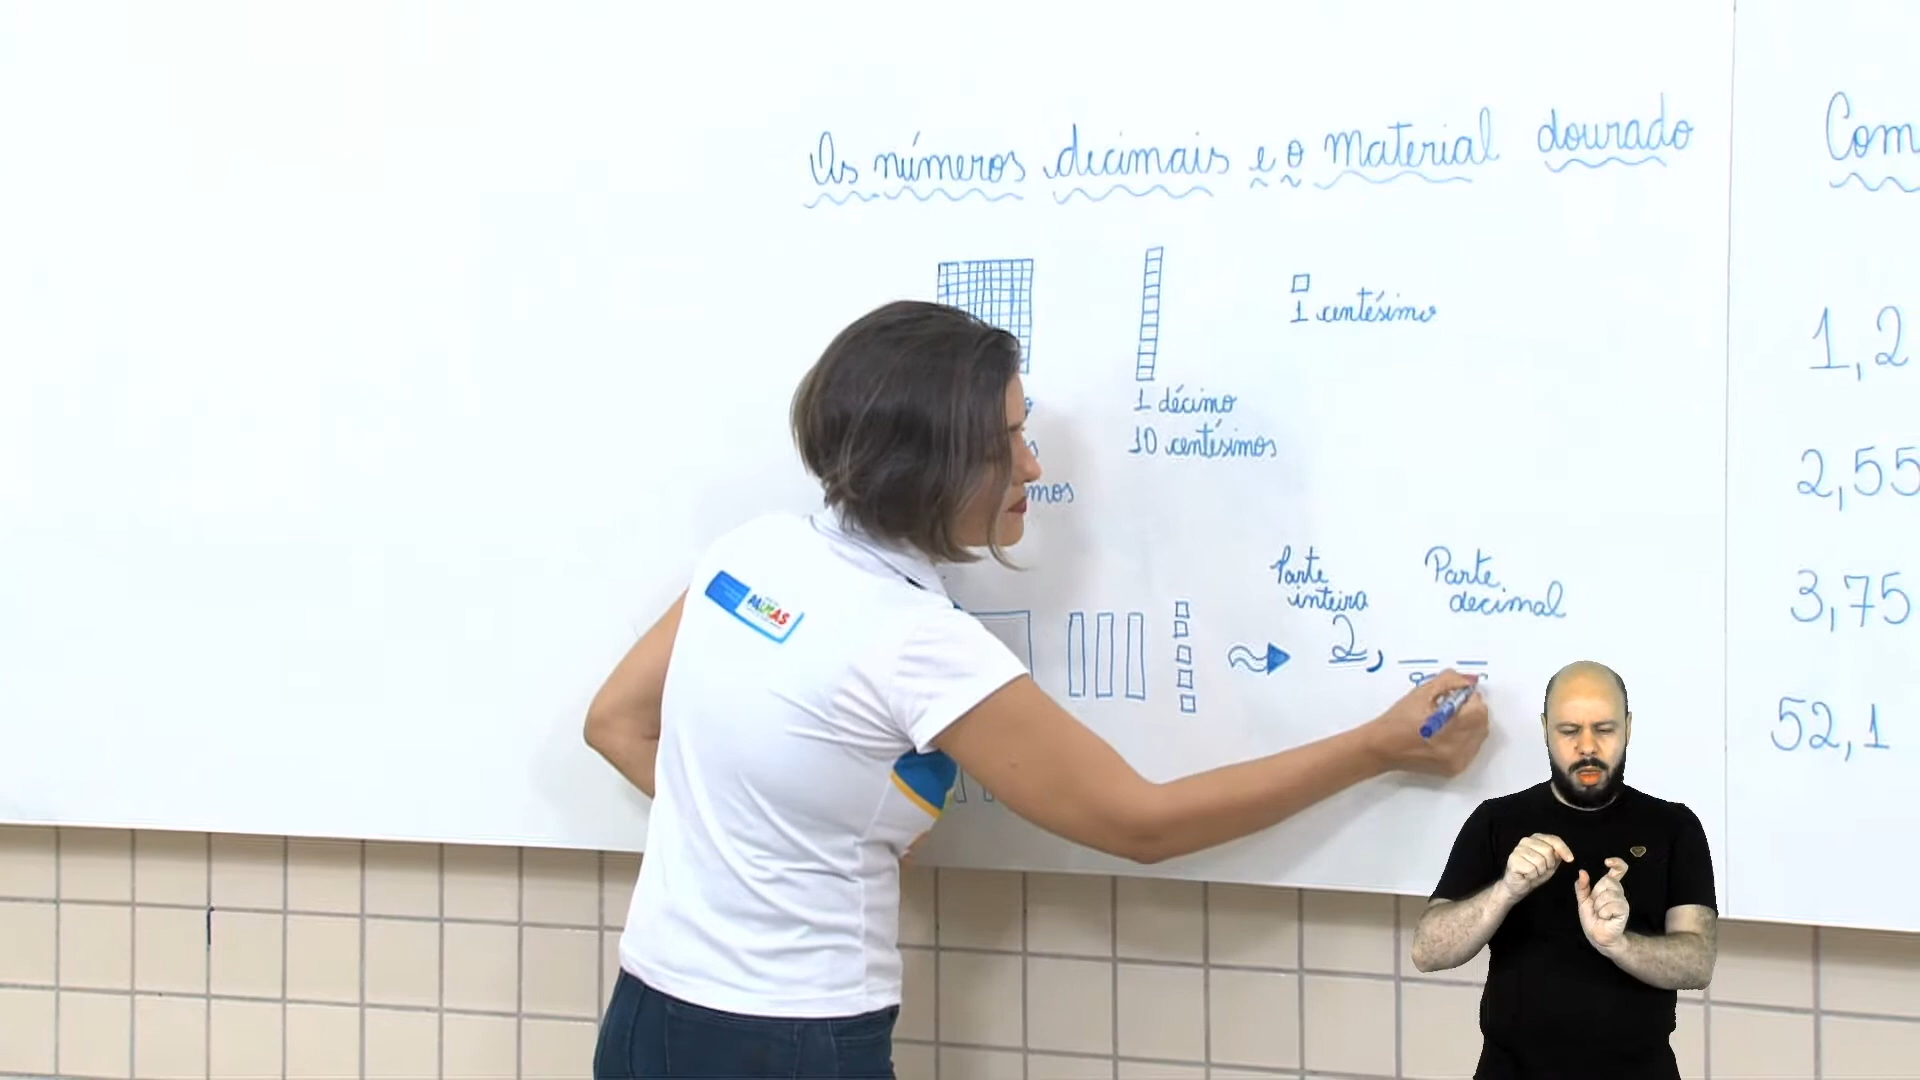 Os números decimais e o material dourado
1 décimo
10 centésimos
1 centésimo
Parte
inteira
Parte
decimal
2,
Com
1,2
2,55
3,75
52,1
MINAS